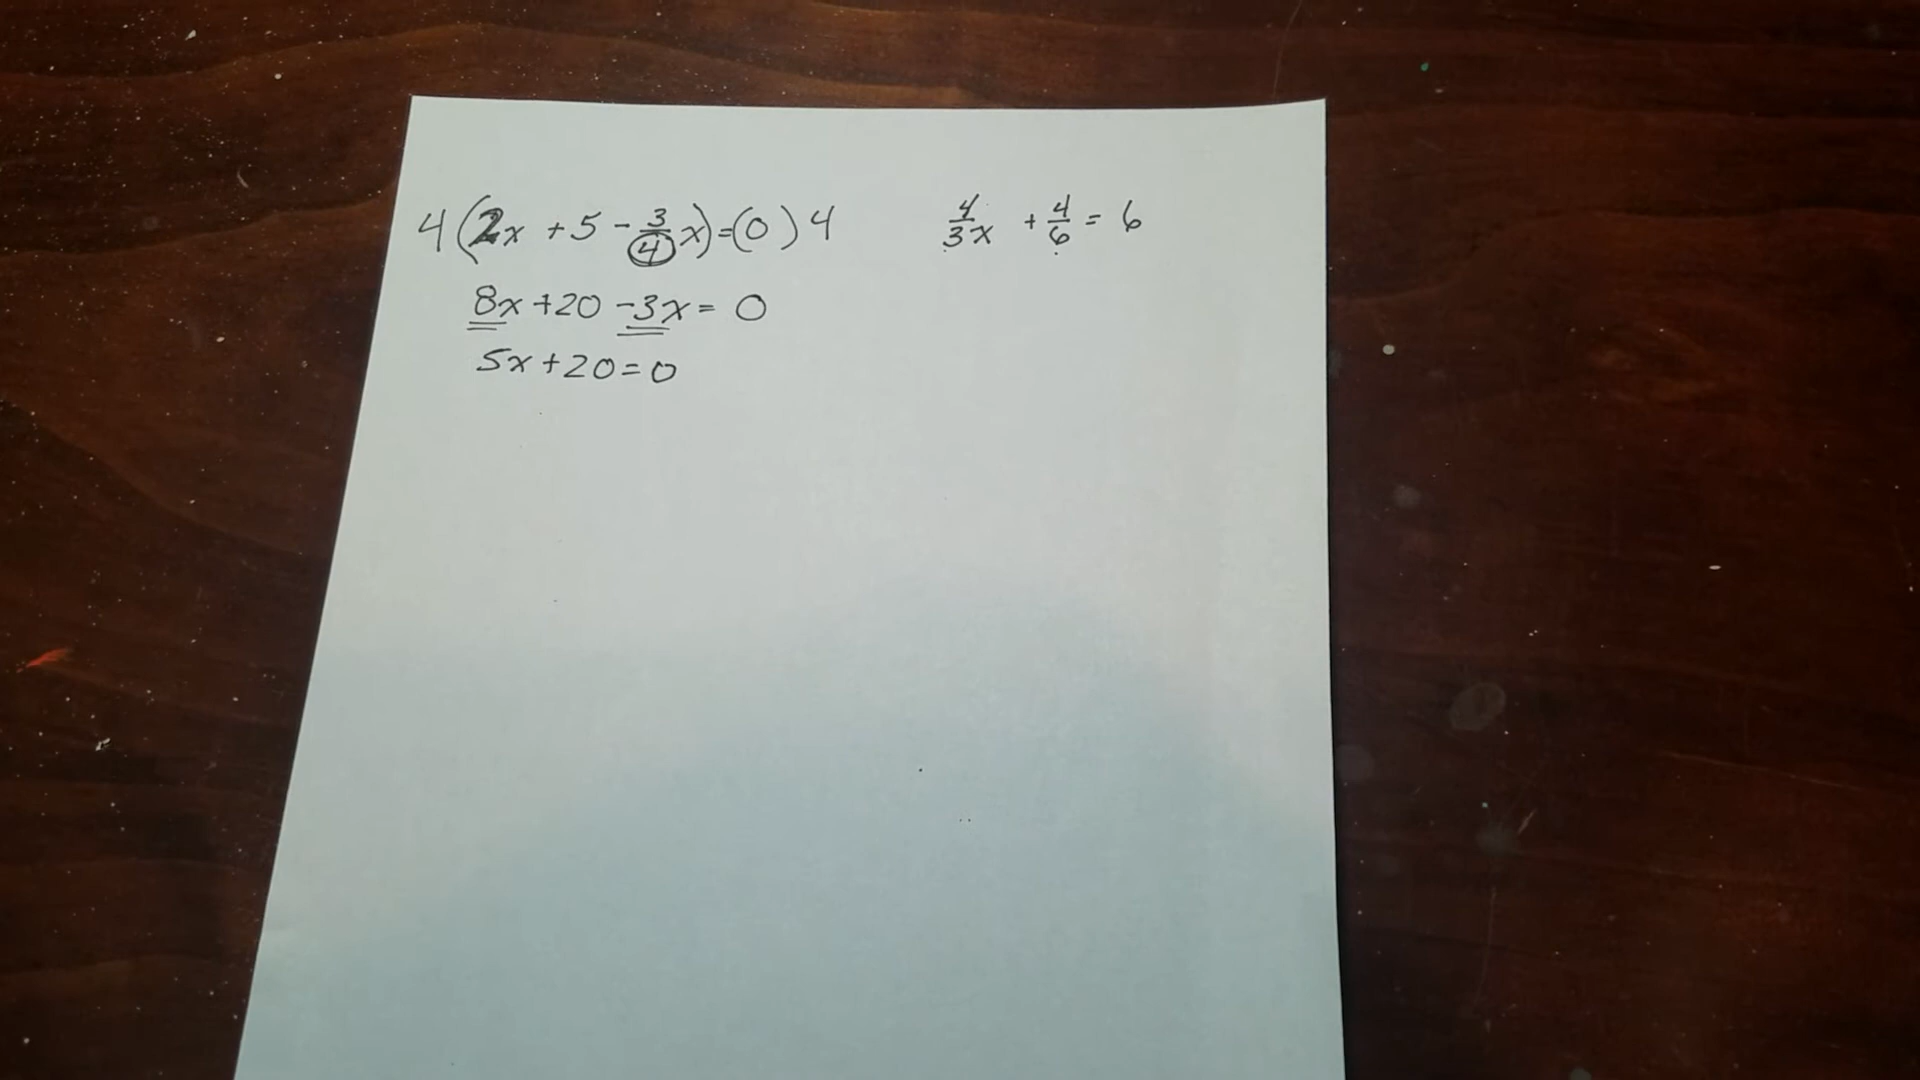 4(2x + 5 - 3/4 x) = (0)4
8x + 20 - 3x = 0
5x + 20 = 0
4/3x + 4/6 = 6